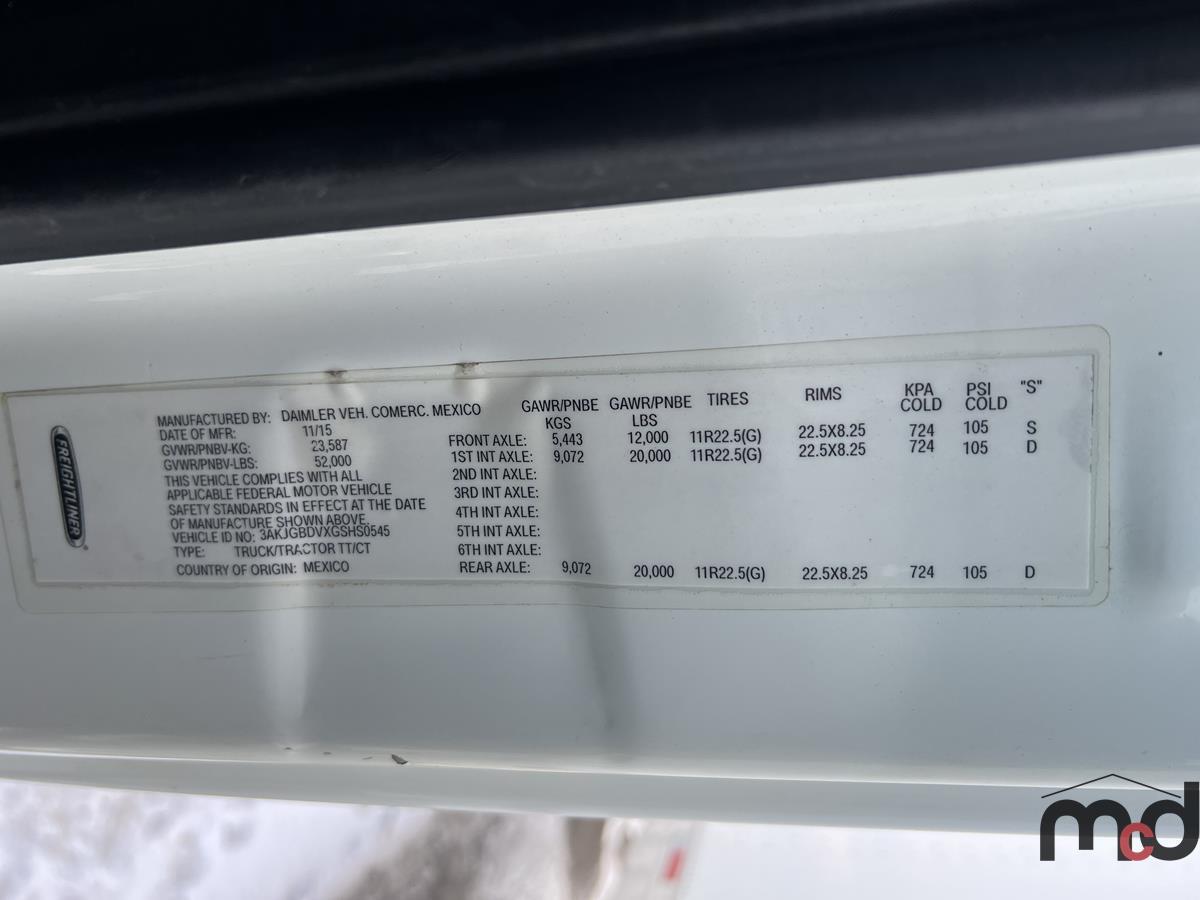 FREIGHTLINER
MANUFACTURED BY: DAIMLER VEH. COMERC. MEXICO
DATE OF MFR: 11/15
GVWR/PNBV-KG: 23,587
GVWR/PNBV-LBS: 52,000
THIS VEHICLE COMPLIES WITH ALL
APPLICABLE FEDERAL MOTOR VEHICLE
SAFETY STANDARDS IN EFFECT AT THE DATE
OF MANUFACTURE SHOWN ABOVE.
VEHICLE ID NO: 3AKJGBDVXGSHS0545
TYPE: TRUCK/TRACTOR TT/CT
COUNTRY OF ORIGIN: MEXICO
GAWR/PNBE GAWR/PNBE TIRES RIMS KPA PSI "S"
KGS LBS COLD COLD
FRONT AXLE: 5,443 12,000 11R22.5(G) 22.5X8.25 724 105 S
1ST INT AXLE: 9,072 20,000 11R22.5(G) 22.5X8.25 724 105 D
2ND INT AXLE:
3RD INT AXLE:
4TH INT AXLE:
5TH INT AXLE:
6TH INT AXLE:
REAR AXLE: 9,072 20,000 11R22.5(G) 22.5X8.25 724 105 D
mcd